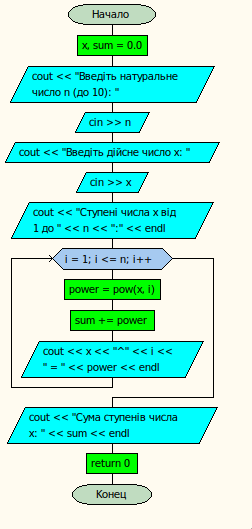 Начало
x, sum = 0.0
cout << "Введіть натуральне
число n (до 10): "
cin >> n
cout << "Введіть дійсне число x: "
cin >> x
cout << "Ступені числа x від
1 до " << n << ":" << endl
i = 1; i <= n; i++
power = pow(x, i)
sum += power
cout << x << "^" << i <<
" = " << power << endl
cout << "Сума ступенів числа
x: " << sum << endl
return 0
Конец